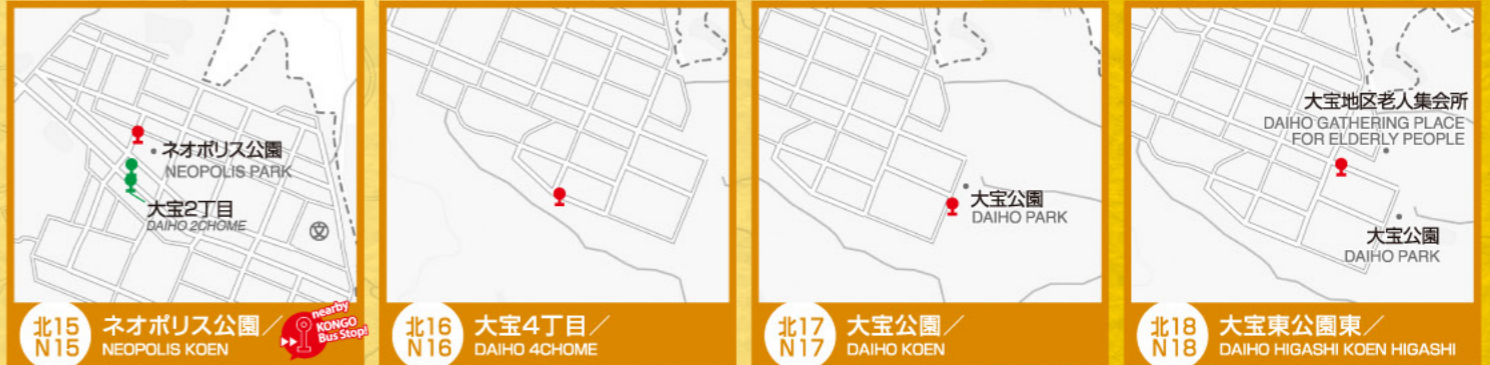 ネオポリス公園
NEOPOLIS PARK
大宝2丁目
DAIHO 2CHOME
北15
N15
ネオポリス公園／
NEOPOLIS KOEN
nearby
KONGO
Bus Stop!
北16
N16
大宝4丁目／
DAIHO 4CHOME
大宝公園
DAIHO PARK
北17
N17
大宝公園／
DAIHO KOEN
大宝地区老人集会所
DAIHO GATHERING PLACE
FOR ELDERLY PEOPLE
大宝公園
DAIHO PARK
北18
N18
大宝東公園東／
DAIHO HIGASHI KOEN HIGASHI